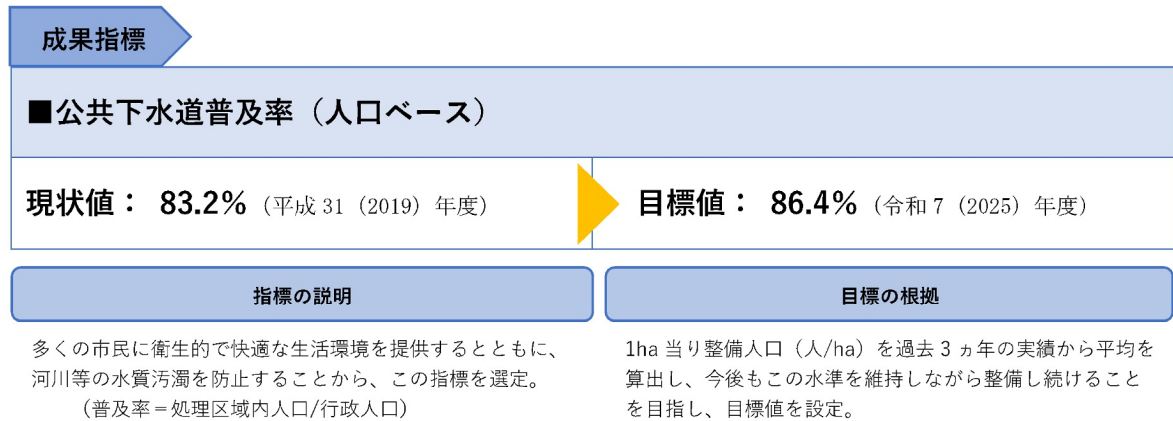 成果指標
■公共下水道普及率（人口ベース）
現状値： 83.2%（平成 31（2019）年度）
目標値： 86.4%（令和 7（2025）年度）
指標の説明
多くの市民に衛生的で快適な生活環境を提供するとともに、
河川等の水質汚濁を防止することから、この指標を選定。
（普及率＝処理区域内人口/行政人口）
目標の根拠
1ha 当り整備人口（人/ha）を過去 3 ヵ年の実績から平均を
算出し、今後もこの水準を維持しながら整備し続けること
を目指し、目標値を設定。